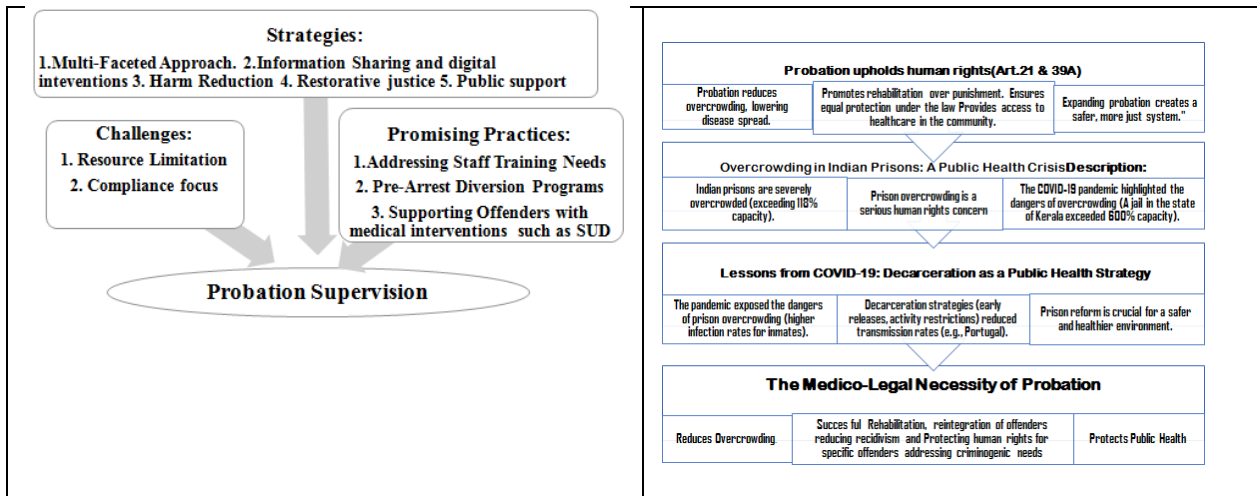 Strategies:
1.Multi-Faceted Approach. 2.Information Sharing and digital
inteventions 3. Harm Reduction 4. Restorative justice 5. Public support
Challenges:
1. Resource Limitation
2. Compliance focus
Promising Practices:
1.Addressing Staff Training Needs
2. Pre-Arrest Diversion Programs
3. Supporting Offenders with
medical interventions such as SUD
Probation Supervision
Probation upholds human rights(Art.21 & 39A)
Probation reduces
overcrowding, lowering
disease spread.
Promotes rehabilitation over punishment. Ensures
equal protection under the law Provides access to
healthcare in the community.
Expanding probation creates a
safer, more just system."
Overcrowding in Indian Prisons: A Public Health CrisisDescription:
Indian prisons are severely
overcrowded (exceeding 118%
capacity).
Prison overcrowding is a
serious human rights concern
The COVID-19 pandemic highlighted the
dangers of overcrowding (A jail in the state
of Kerala exceeded 600% capacity).
Lessons from COVID-19: Decarceration as a Public Health Strategy
The pandemic exposed the dangers
of prison overcrowding (higher
infection rates for inmates).
Decarceration strategies (early
releases, activity restrictions) reduced
transmission rates (e.g., Portugal).
Prison reform is crucial for a safer
and healthier environment.
The Medico-Legal Necessity of Probation
Reduces Overcrowding
Succesful Rehabilitation, reintegration of offenders
reducing recidivism and Protecting human rights for
specific offenders addressing criminogenic needs
Protects Public Health